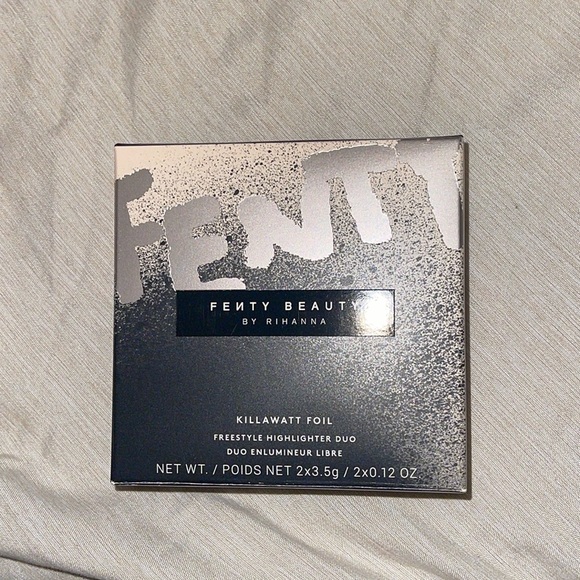 FENTY
FEИTY BEAUTY
BY RIHANNA
KILLAWATT FOIL
FREESTYLE HIGHLIGHTER DUO
DUO ENLUMINEUR LIBRE
NET WT. / POIDS NET 2x3.5g / 2x0.12 OZ.